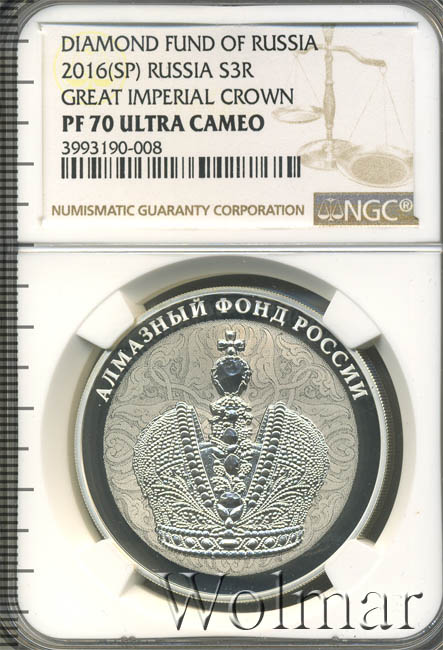 DIAMOND FUND OF RUSSIA
2016(SP) RUSSIA S3R
GREAT IMPERIAL CROWN
PF 70 ULTRA CAMEO
3993190-008
NUMISMATIC GUARANTY CORPORATION NGC®
АЛМАЗНЫЙ ФОНД РОССИИ
Wolmar